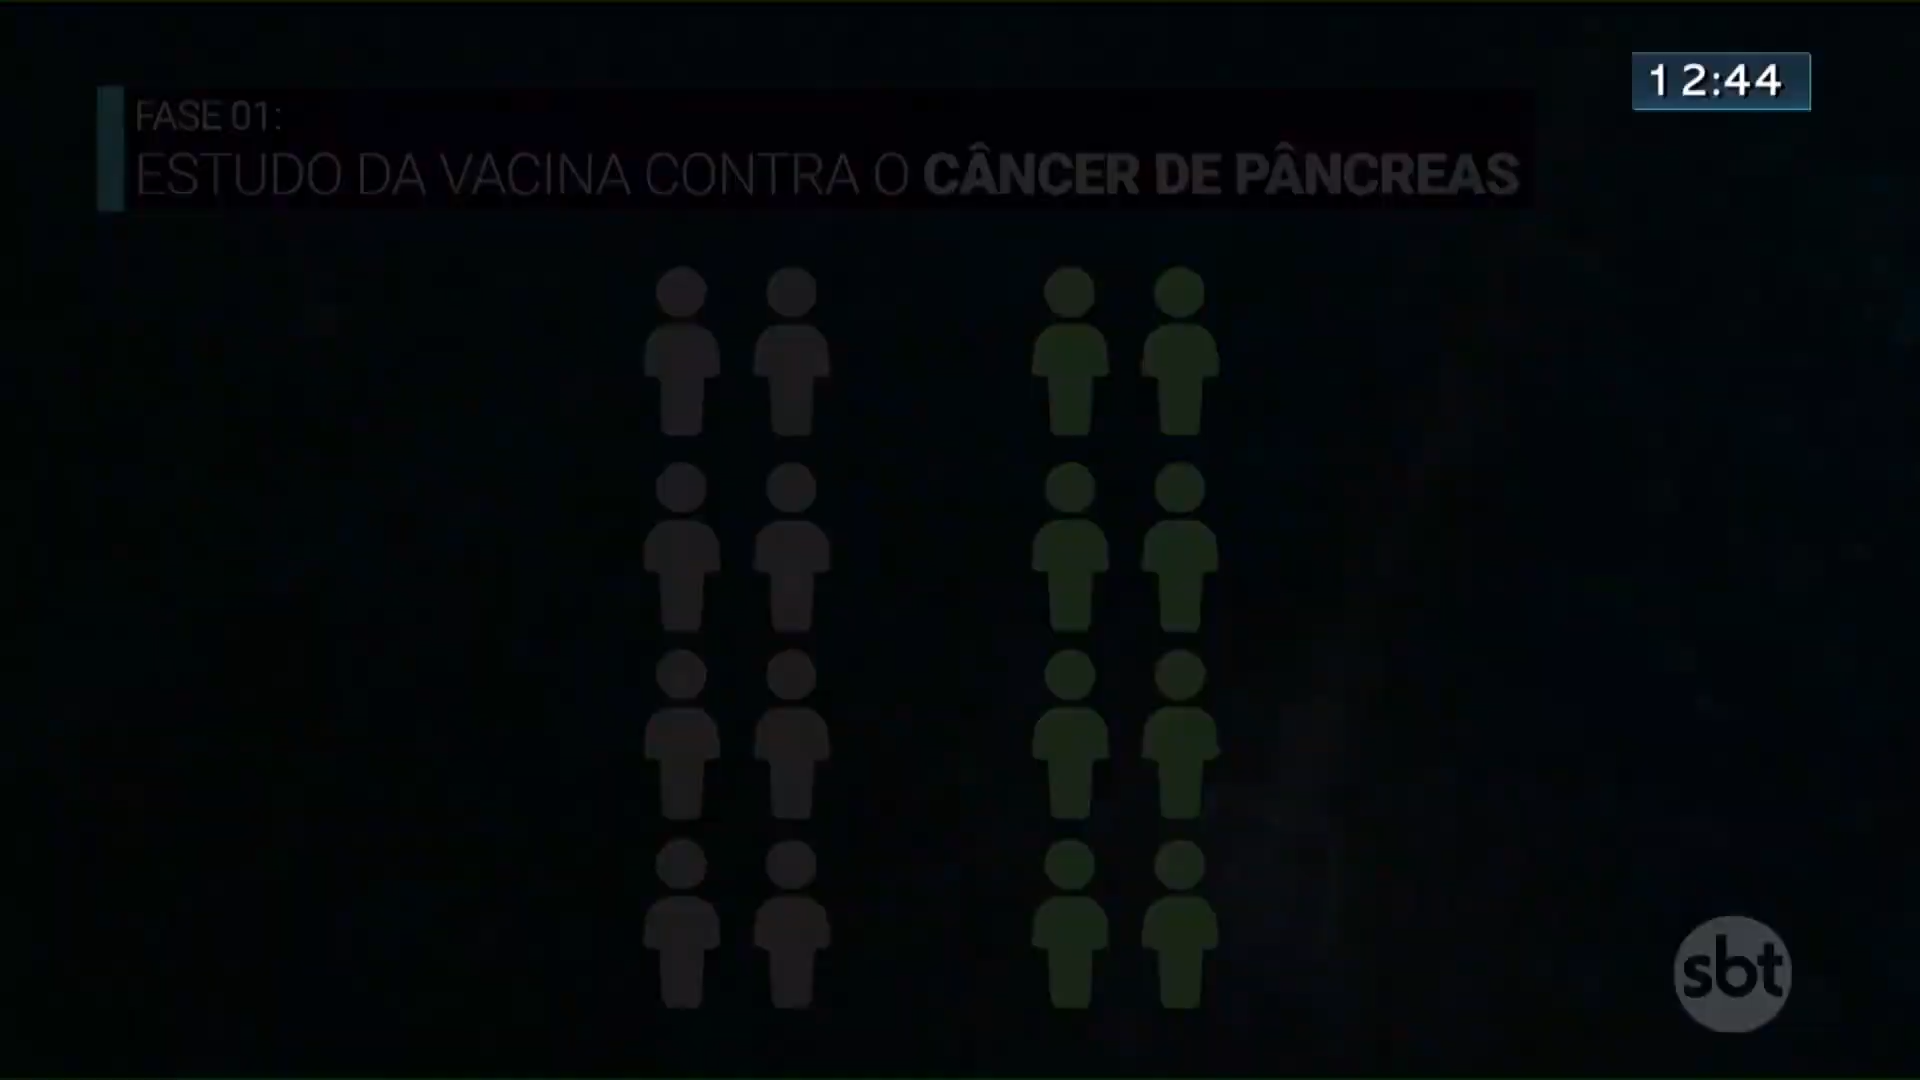 12:44
FASE 01:
ESTUDO DA VACINA CONTRA O CÂNCER DE PÂNCREAS
sbt